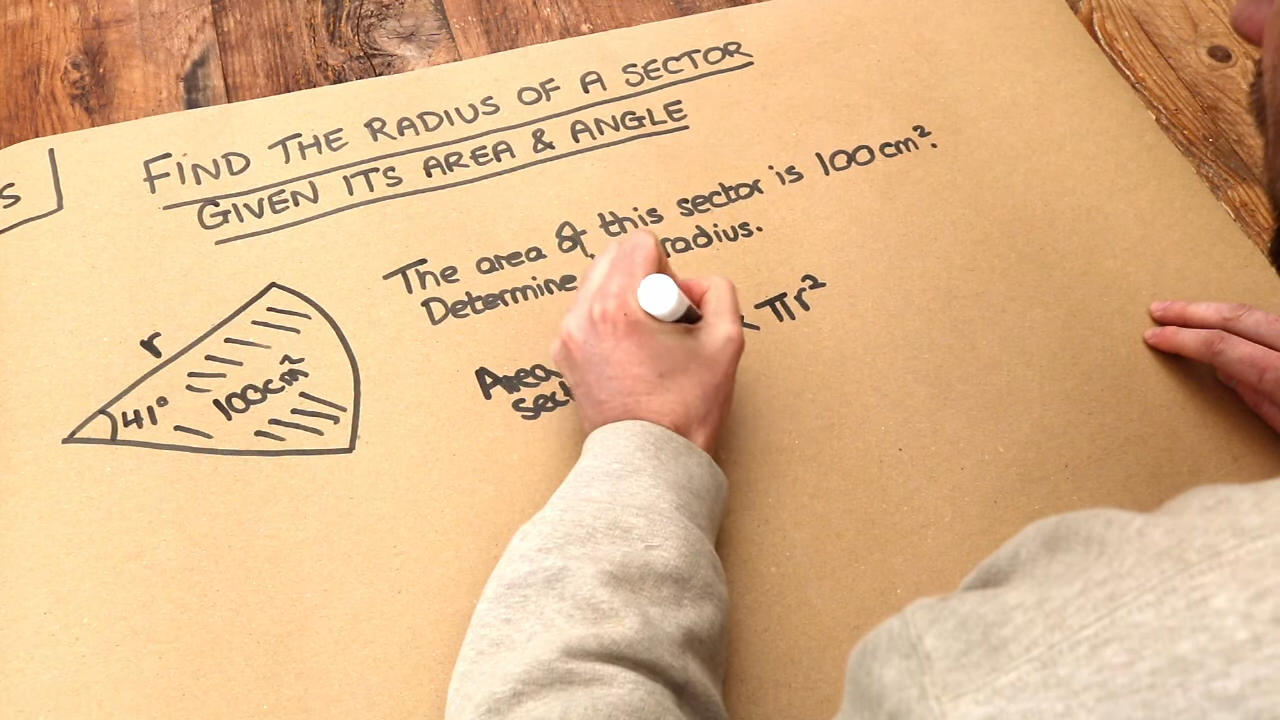 S
FIND THE RADIUS OF A SECTOR
GIVEN ITS AREA & ANGLE
The area of this sector is 100cm².
Determine radius.
r
41°
100cm²
Area
πr²